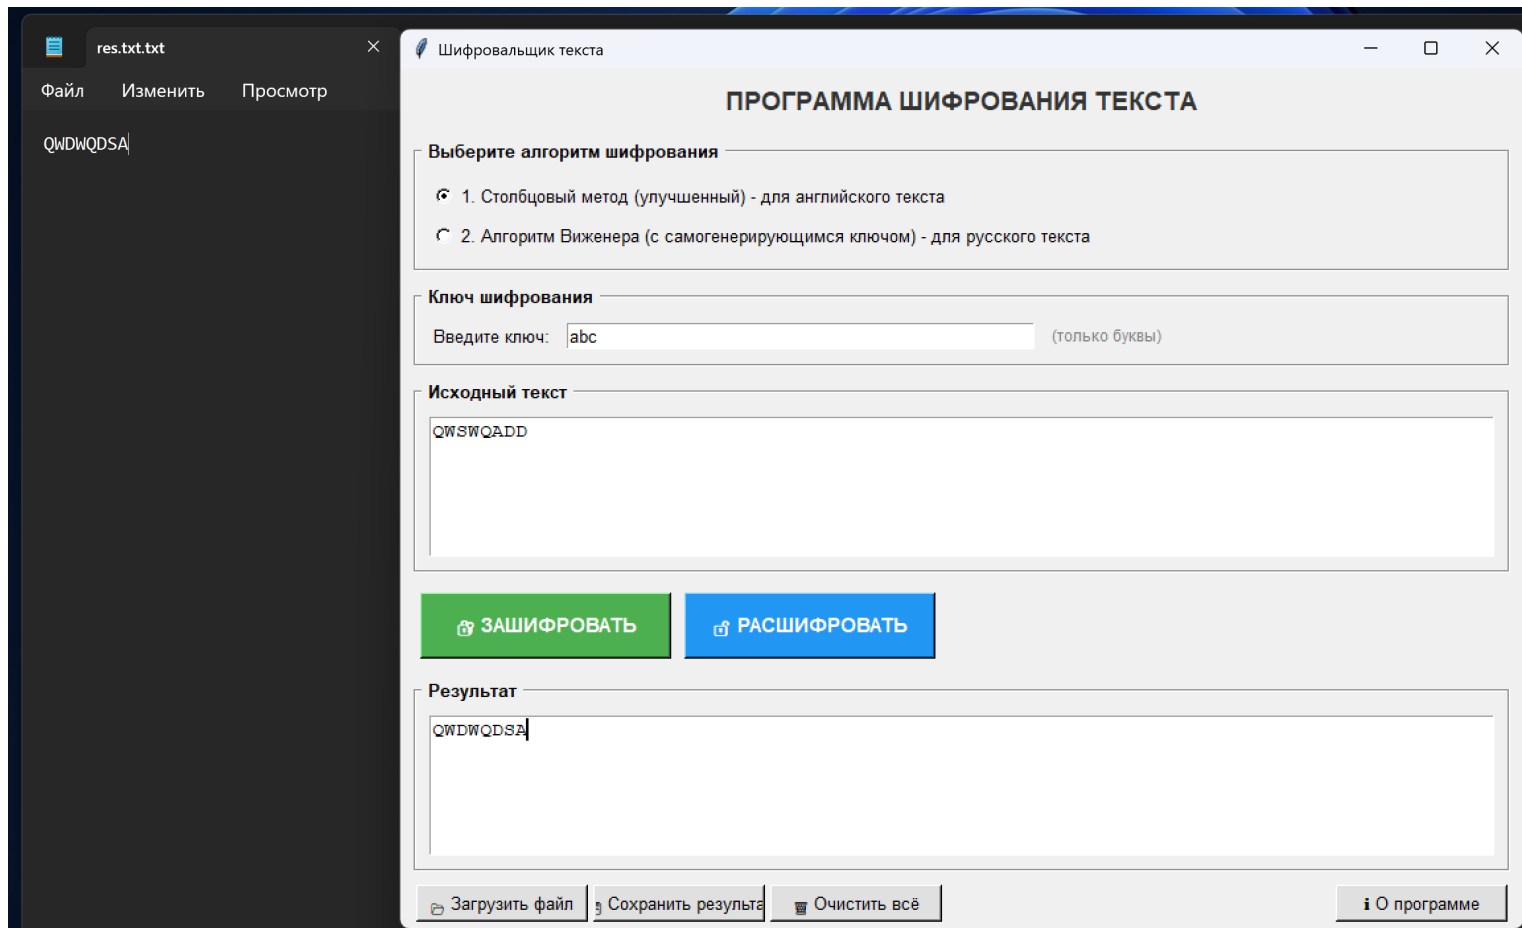 res.txt.txt
Файл Изменить Просмотр
QWDWQDSA
Шифровальщик текста
ПРОГРАММА ШИФРОВАНИЯ ТЕКСТА
Выберите алгоритм шифрования
1. Столбцовый метод (улучшенный) - для английского текста
2. Алгоритм Виженера (с самогенерирующимся ключом) - для русского текста
Ключ шифрования
Введите ключ: abc (только буквы)
Исходный текст
QWSWQADD
ЗАШИФРОВАТЬ РАСШИФРОВАТЬ
Результат
QWDWQDSA
Загрузить файл Сохранить результа Очистить всё i О программе